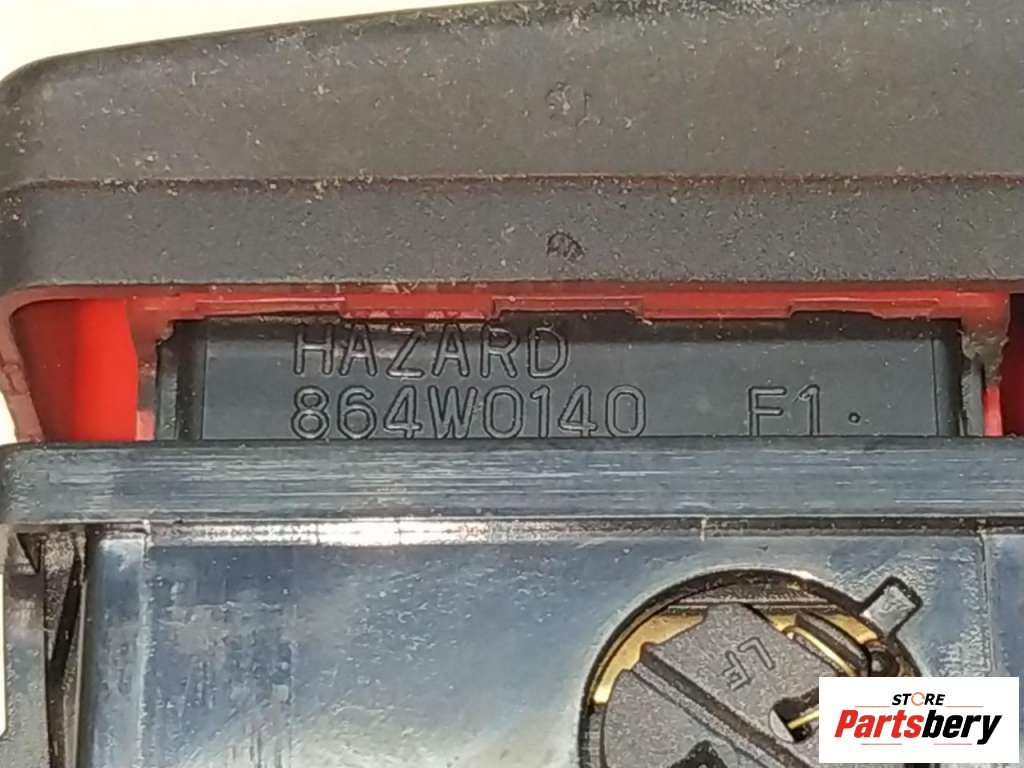 HAZARD
864W0140 F1.
LF
STORE
Partsbery